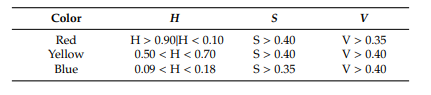 Color H S V
Red H > 0.90|H < 0.10 S > 0.40 V > 0.35
Yellow 0.50 < H < 0.70 S > 0.40 V > 0.40
Blue 0.09 < H < 0.18 S > 0.35 V > 0.40